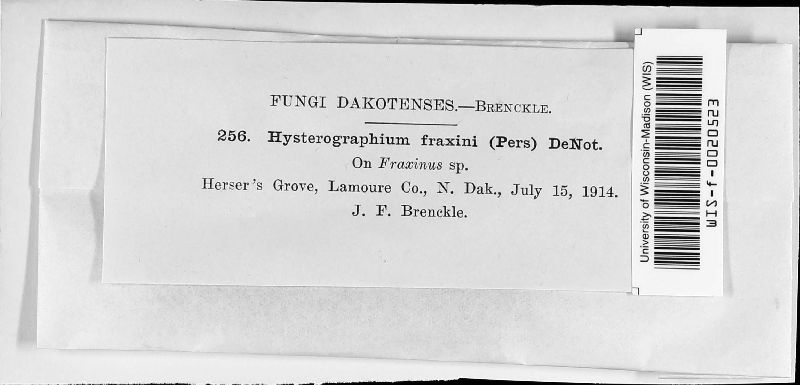 FUNGI DAKOTENSES.—BRENCKLE.
256. Hysterographium fraxini (Pers) DeNot.
On Fraxinus sp.
Herser's Grove, Lamoure Co., N. Dak., July 15, 1914.
J. F. Brenckle.
University of Wisconsin-Madison (WIS)
WIS-f-0020523